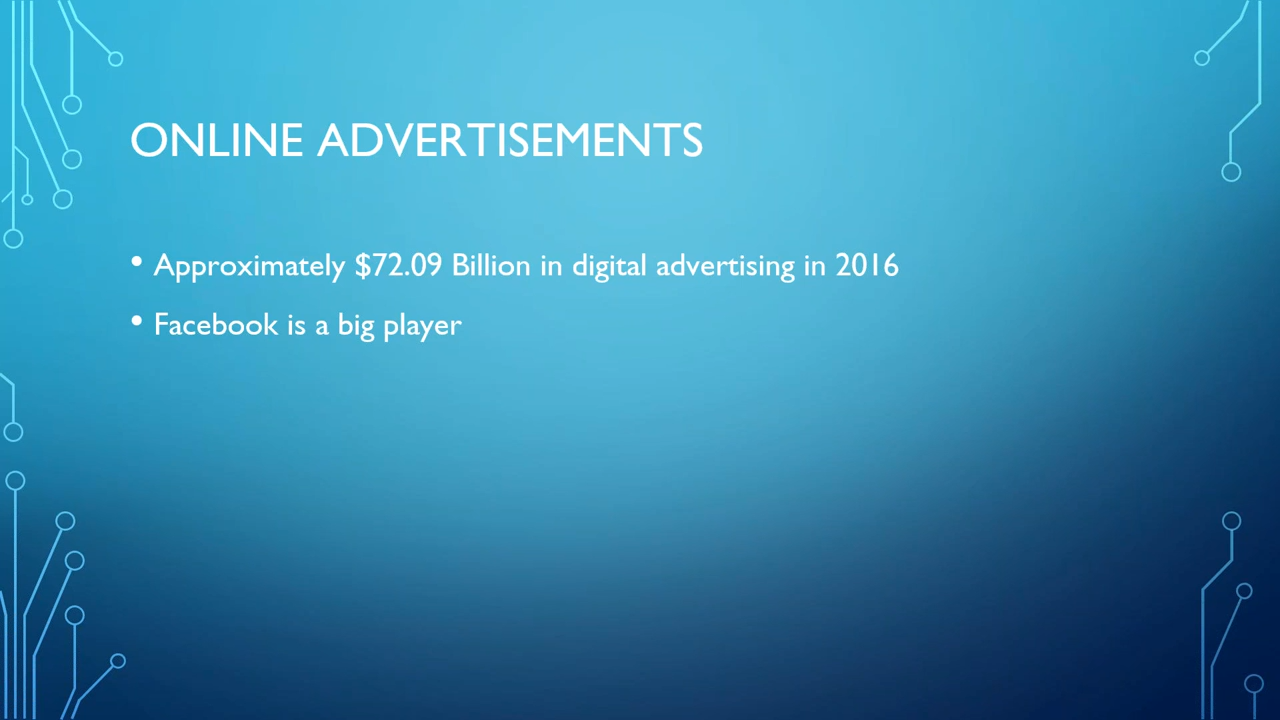 ONLINE ADVERTISEMENTS
• Approximately $72.09 Billion in digital advertising in 2016
• Facebook is a big player